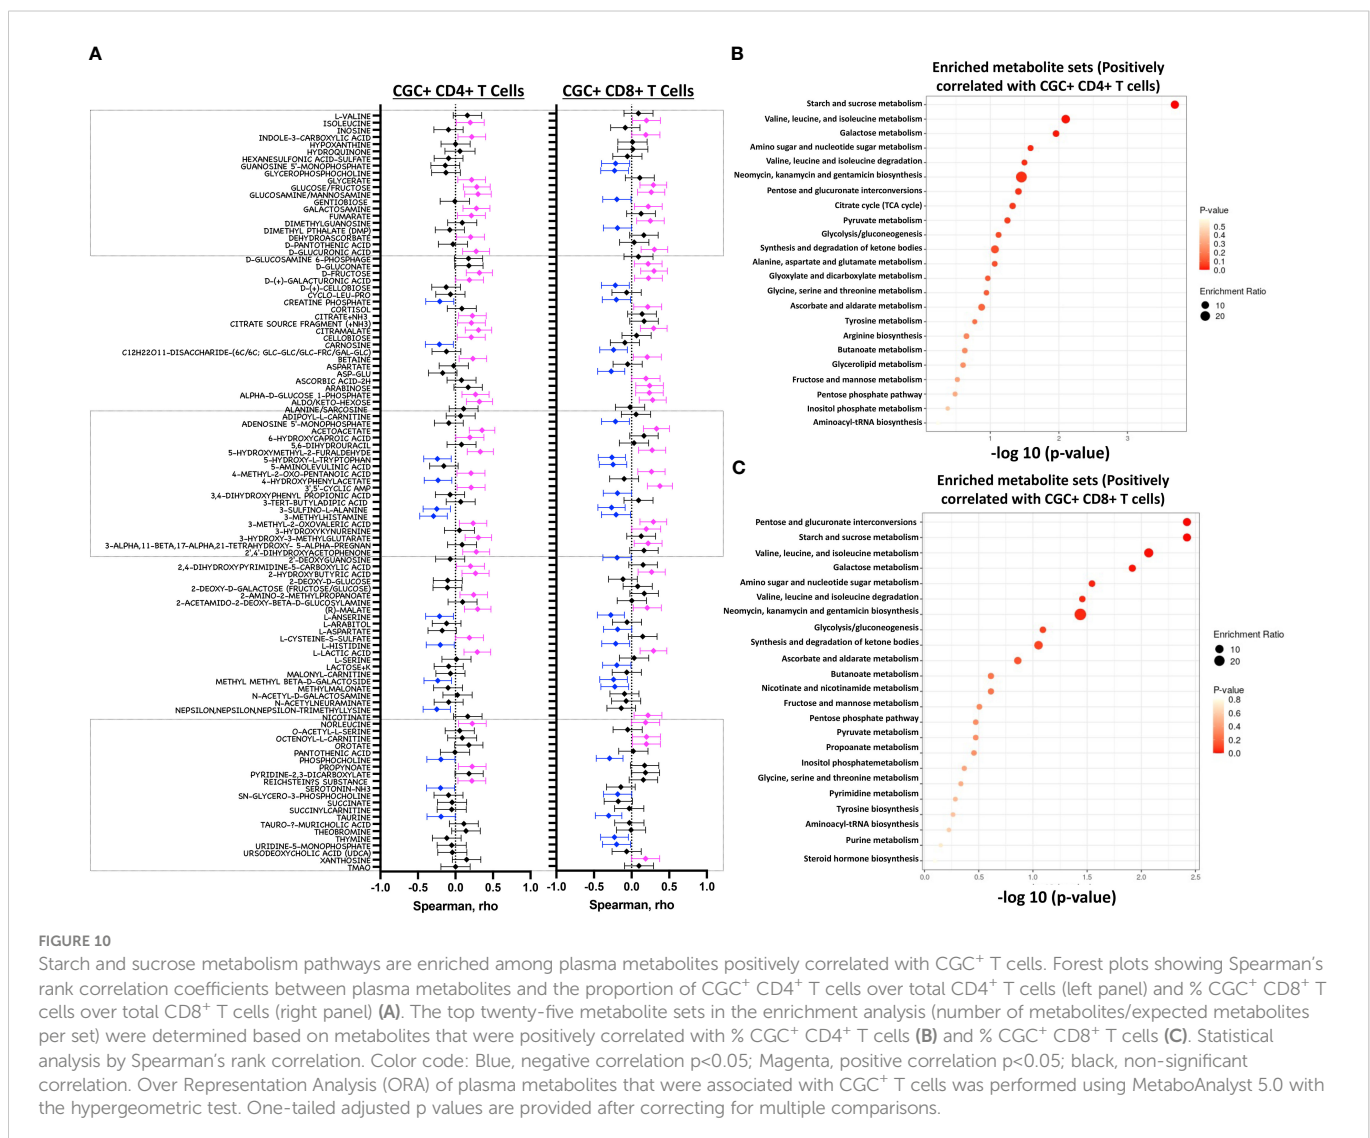 A
CGC+ CD4+ T Cells
CGC+ CD8+ T Cells
L-VALINE
ISOLEUCINE
INOSINE
INDOLE-3-CARBOXYLIC ACID
HYPOXANTHINE
HYDROQUINONE
HEXANESULFONIC ACID-SULFATE
GUANOSINE 5'-MONOPHOSPHATE
GLYCEROPHOSPHOCHOLINE
GLYCERATE
GLUCOSE/FRUCTOSE
GLUCOSAMINE/MANNOSAMINE
GENTIOBIOSE
GALACTOSAMINE
FUMARATE
DIMETHYLGUANOSINE
DIMETHYL PTHALATE (DMP)
DEHYDROASCORBATE
D-PANTOTHENIC ACID
D-GLUCURONIC ACID
D-GLUCOSAMINE 6-PHOSPHAGE
D-GLUCONATE
D-FRUCTOSE
D-(+)-GALACTURONIC ACID
D-(+)-CELLOBIOSE
CYCLO-LEU-PRO
CREATINE PHOSPHATE
CORTISOL
CITRATE+NH3
CITRATE SOURCE FRAGMENT (+NH3)
CITRAMALATE
CELLOBIOSE
CARNOSINE
C12H22O11-DISACCHARIDE-(6C/6C; GLC-GLC/GLC-FRC/GAL-GLC)
BETAINE
ASPARTATE
ASP-GLU
ASCORBIC ACID-2H
ARABINOSE
ALPHA-D-GLUCOSE 1-PHOSPHATE
ALDO/KETO-HEXOSE
ALANINE/SARCOSINE
ADIPOYL-L-CARNITINE
ADENOSINE 5'-MONOPHOSPHATE
ACETOACETATE
6-HYDROXYCAPROIC ACID
5,6-DIHYDROURACIL
5-HYDROXYMETHYL-2-FURALDEHYDE
5-HYDROXY-L-TRYPTOPHAN
5-AMINOLEVULINIC ACID
4-METHYL-2-OXO-PENTANOIC ACID
4-HYDROXYPHENYLACETATE
3',5'-CYCLIC AMP
3,4-DIHYDROXYPHENYL PROPIONIC ACID
3-TERT-BUTYLADIPIC ACID
3-SULFINO-L-ALANINE
3-METHYLHISTAMINE
3-METHYL-2-OXOVALERIC ACID
3-HYDROXYKYNURENINE
3-HYDROXY-3-METHYLGLUTARATE
3-ALPHA,11-BETA,17-ALPHA,21-TETRAHYDROXY- 5-ALPHA-PREGNAN
2',4'-DIHYDROXYACETOPHENONE
2'-DEOXYGUANOSINE
2,4-DIHYDROXYPYRIMIDINE-5-CARBOXYLIC ACID
2-HYDROXYBUTYRIC ACID
2-DEOXY-D-GLUCOSE
2-DEOXY-D-GALACTOSE (FRUCTOSE/GLUCOSE)
2-AMINO-2-METHYLPROPANOATE
2-ACETAMIDO-2-DEOXY-BETA-D-GLUCOSYLAMINE
(R)-MALATE
L-ANSERINE
L-ARABITOL
L-ASPARTATE
L-CYSTEINE-S-SULFATE
L-HISTIDINE
L-LACTIC ACID
L-SERINE
LACTOSE+K
MALONYL-CARNITINE
METHYL METHYL BETA-D-GALACTOSIDE
METHYLMALONATE
N-ACETYL-D-GALACTOSAMINE
N-ACETYLNEURAMINATE
NEPSILON,NEPSILON,NEPSILON-TRIMETHYLLYSINE
NICOTINATE
NORLEUCINE
O-ACETYL-L-SERINE
OCTENOYL-L-CARNITINE
OROTATE
PANTOTHENIC ACID
PHOSPHOCHOLINE
PROPYNOATE
PYRIDINE-2,3-DICARBOXYLATE
REICHSTEIN?S SUBSTANCE
SEROTONIN-NH3
SN-GLYCERO-3-PHOSPHOCHOLINE
SUCCINATE
SUCCINYLCARNITINE
TAURINE
TAURO-?-MURICHOLIC ACID
THEOBROMINE
THYMINE
URIDINE-5-MONOPHOSPHATE
URSODEOXYCHOLIC ACID (UDCA)
XANTHOSINE
TMAO
-1.0 -0.5 0.0 0.5 1.0
Spearman, rho
-1.0 -0.5 0.0 0.5 1.0
Spearman, rho
B
Enriched metabolite sets (Positively
correlated with CGC+ CD4+ T cells)
Starch and sucrose metabolism
Valine, leucine, and isoleucine metabolism
Galactose metabolism
Amino sugar and nucleotide sugar metabolism
Valine, leucine and isoleucine degradation
Neomycin, kanamycin and gentamicin biosynthesis
Pentose and glucuronate interconversions
Citrate cycle (TCA cycle)
Pyruvate metabolism
Glycolysis/gluconeogenesis
Synthesis and degradation of ketone bodies
Alanine, aspartate and glutamate metabolism
Glyoxylate and dicarboxylate metabolism
Glycine, serine and threonine metabolism
Ascorbate and aldarate metabolism
Tyrosine metabolism
Arginine biosynthesis
Butanoate metabolism
Glycerolipid metabolism
Fructose and mannose metabolism
Pentose phosphate pathway
Inositol phosphate metabolism
Aminoacyl-tRNA biosynthesis
1 2 3
-log 10 (p-value)
P-value
0.5
0.4
0.3
0.2
0.1
0.0
Enrichment Ratio
10
20
C
Enriched metabolite sets (Positively
correlated with CGC+ CD8+ T cells)
Pentose and glucuronate interconversions
Starch and sucrose metabolism
Valine, leucine, and isoleucine metabolism
Galactose metabolism
Amino sugar and nucleotide sugar metabolism
Valine, leucine and isoleucine degradation
Neomycin, kanamycin and gentamicin biosynthesis
Glycolysis/gluconeogenesis
Synthesis and degradation of ketone bodies
Ascorbate and aldarate metabolism
Butanoate metabolism
Nicotinate and nicotinamide metabolism
Fructose and mannose metabolism
Pentose phosphate pathway
Pyruvate metabolism
Propoanate metabolism
Inositol phosphatemetabolism
Glycine, serine and threonine metabolism
Pyrimidine metabolism
Tyrosine biosynthesis
Aminoacyl-tRNA biosynthesis
Purine metabolism
Steroid hormone biosynthesis
0.0 0.5 1.0 1.5 2.0 2.5
-log 10 (p-value)
Enrichment Ratio
10
20
P-value
0.8
0.6
0.4
0.2
0.0
FIGURE 10
Starch and sucrose metabolism pathways are enriched among plasma metabolites positively correlated with CGC+ T cells. Forest plots showing Spearman's
rank correlation coefficients between plasma metabolites and the proportion of CGC+ CD4+ T cells over total CD4+ T cells (left panel) and % CGC+ CD8+ T
cells over total CD8+ T cells (right panel) (A). The top twenty-five metabolite sets in the enrichment analysis (number of metabolites/expected metabolites
per set) were determined based on metabolites that were positively correlated with % CGC+ CD4+ T cells (B) and % CGC+ CD8+ T cells (C). Statistical
analysis by Spearman's rank correlation. Color code: Blue, negative correlation p<0.05; Magenta, positive correlation p<0.05; black, non-significant
correlation. Over Representation Analysis (ORA) of plasma metabolites that were associated with CGC+ T cells was performed using MetaboAnalyst 5.0 with
the hypergeometric test. One-tailed adjusted p values are provided after correcting for multiple comparisons.